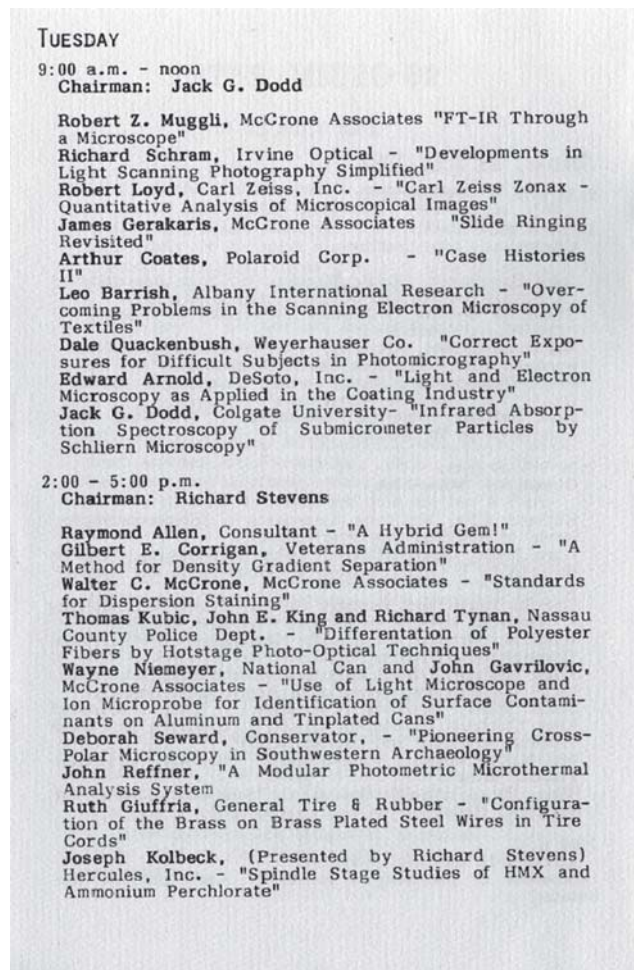 TUESDAY
9:00 a.m. - noon
Chairman: Jack G. Dodd
Robert Z. Muggli, McCrone Associates "FT-IR Through
a Microscope"
Richard Schram, Irvine Optical - "Developments in
Light Scanning Photography Simplified"
Robert Loyd, Carl Zeiss, Inc. - "Carl Zeiss Zonax -
Quantitative Analysis of Microscopical Images"
James Gerakaris, McCrone Associates "Slide Ringing
Revisited"
Arthur Coates, Polaroid Corp. - "Case Histories
II"
Leo Barrish, Albany International Research - "Over-
coming Problems in the Scanning Electron Microscopy of
Textiles"
Dale Quackenbush, Weyerhauser Co. "Correct Expo-
sures for Difficult Subjects in Photomicrography"
Edward Arnold, DeSoto, Inc. - "Light and Electron
Microscopy as Applied in the Coating Industry"
Jack G. Dodd, Colgate University- "Infrared Absorp-
tion Spectroscopy of Submicrometer Particles by
Schliern Microscopy"
2:00 - 5:00 p.m.
Chairman: Richard Stevens
Raymond Allen, Consultant - "A Hybrid Gem!"
Gilbert E. Corrigan, Veterans Administration - "A
Method for Density Gradient Separation"
Walter C. McCrone, McCrone Associates - "Standards
for Dispersion Staining"
Thomas Kubic, John E. King and Richard Tynan, Nassau
County Police Dept. - "Differentation of Polyester
Fibers by Hotstage Photo-Optical Techniques"
Wayne Niemeyer, National Can and John Gavrilovic,
McCrone Associates - "Use of Light Microscope and
Ion Microprobe for Identification of Surface Contami-
nants on Aluminum and Tinplated Cans"
Deborah Seward, Conservator, - "Pioneering Cross-
Polar Microscopy in Southwestern Archaeology"
John Reffner, "A Modular Photometric Microthermal
Analysis System
Ruth Giuffria, General Tire & Rubber - "Configura-
tion of the Brass on Brass Plated Steel Wires in Tire
Cords"
Joseph Kolbeck, (Presented by Richard Stevens)
Hercules, Inc. - "Spindle Stage Studies of HMX and
Ammonium Perchlorate"